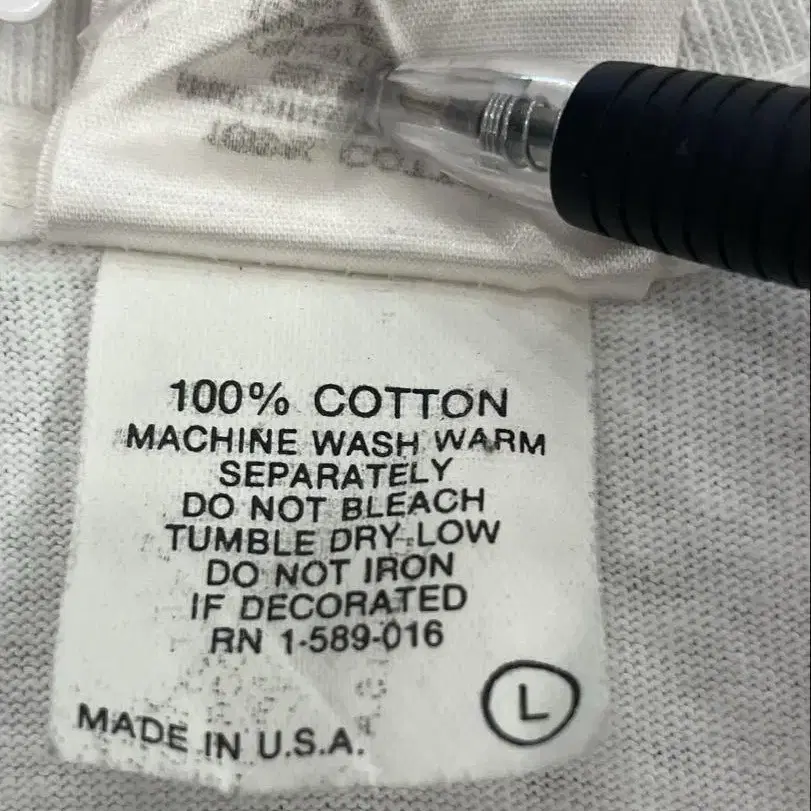 100% COTTON
MACHINE WASH WARM
SEPARATELY
DO NOT BLEACH
TUMBLE DRY LOW
DO NOT IRON
IF DECORATED
RN 1-589-016
L
MADE IN U.S.A.